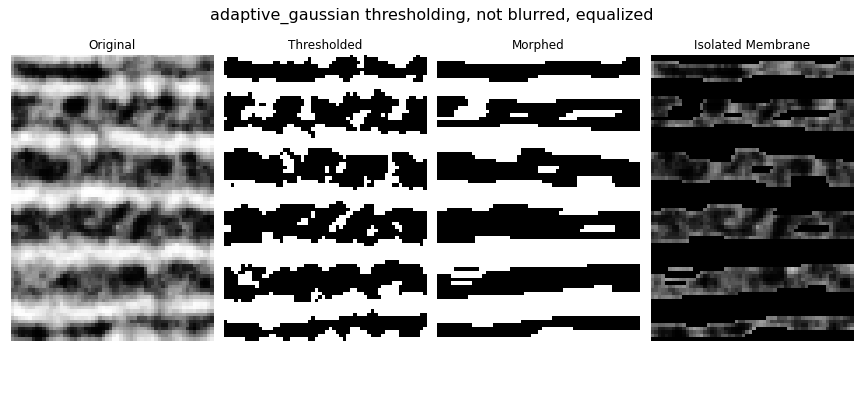 adaptive_gaussian thresholding, not blurred, equalized
Original
Thresholded
Morphed
Isolated Membrane